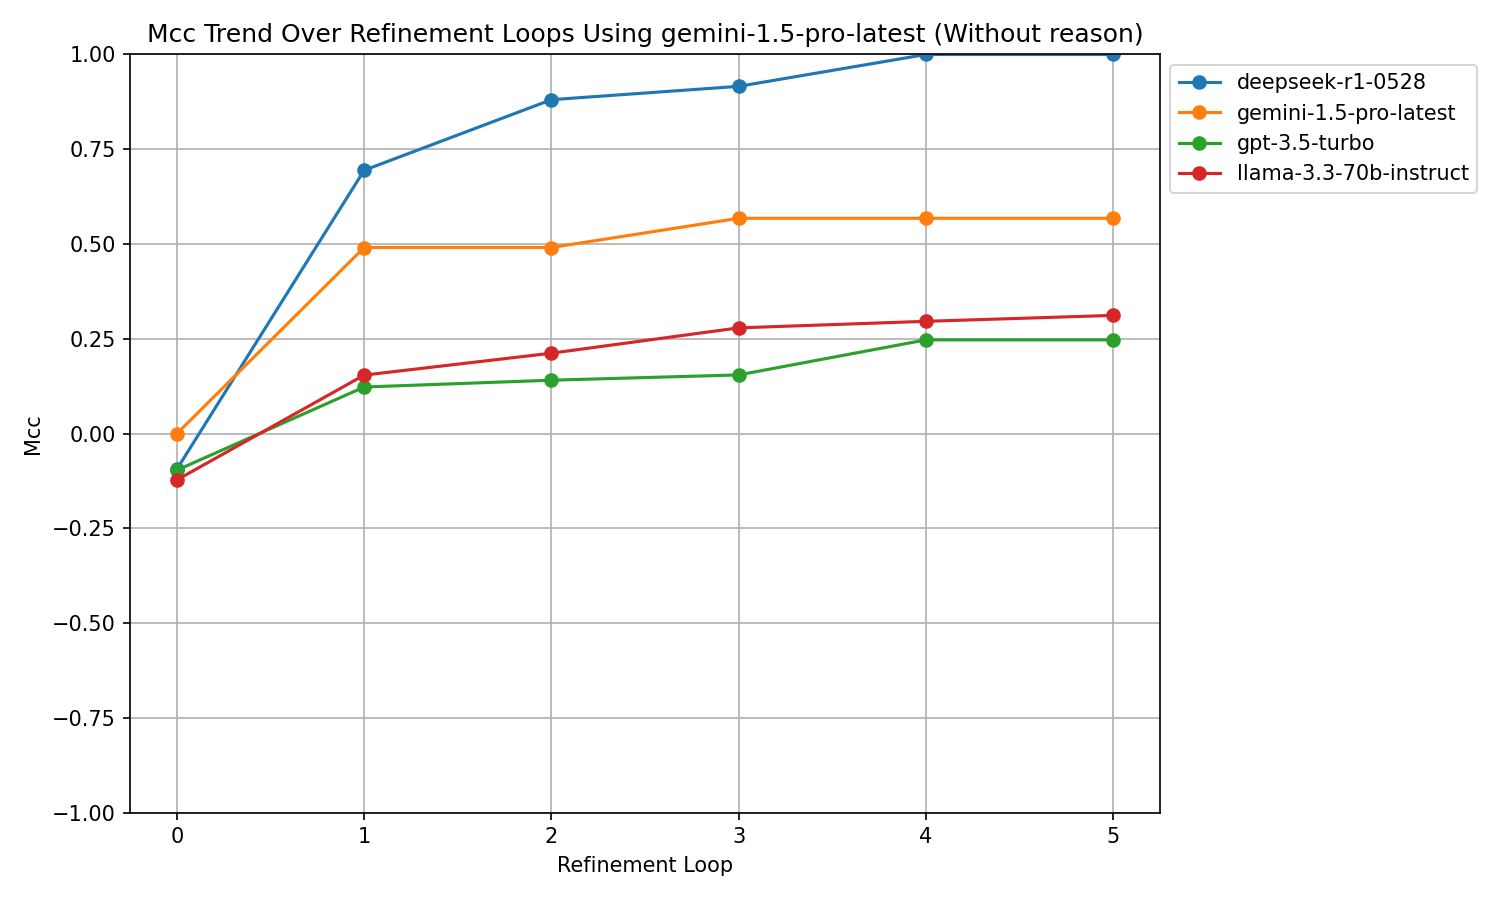 Mcc Trend Over Refinement Loops Using gemini-1.5-pro-latest (Without reason)
1.00
0.75
0.50
0.25
0.00
−0.25
−0.50
−0.75
−1.00
Mcc
0 1 2 3 4 5
Refinement Loop
deepseek-r1-0528
gemini-1.5-pro-latest
gpt-3.5-turbo
llama-3.3-70b-instruct